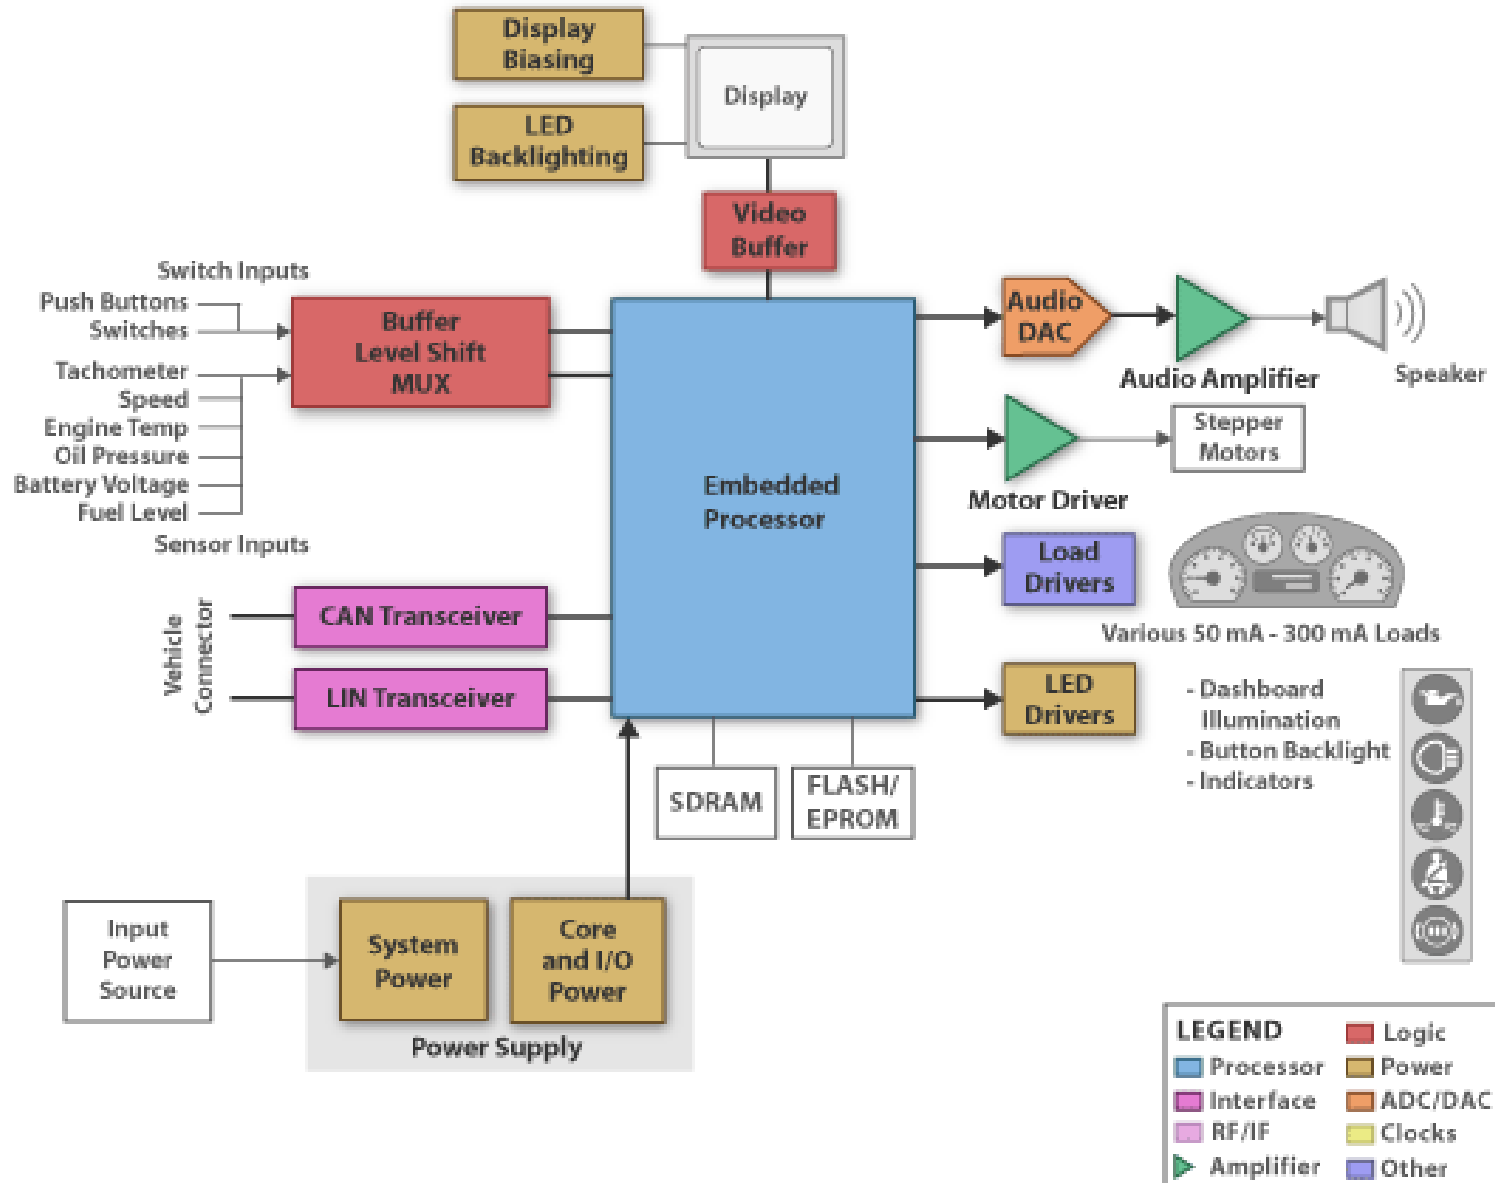 Display
Biasing
LED
Backlighting
Display
Video
Buffer
Switch Inputs
Push Buttons
Switches
Tachometer
Speed
Engine Temp
Oil Pressure
Battery Voltage
Fuel Level
Sensor Inputs
Buffer
Level Shift
MUX
Embedded
Processor
Audio
DAC
Audio Amplifier
Speaker
Stepper
Motors
Motor Driver
Load
Drivers
Various 50 mA - 300 mA Loads
LED
Drivers
- Dashboard
Illumination
- Button Backlight
- Indicators
Vehicle
Connector
CAN Transceiver
LIN Transceiver
SDRAM
FLASH/
EPROM
Input
Power
Source
System
Power
Core
and I/O
Power
Power Supply
LEGEND
Processor
Interface
RF/IF
Amplifier
Logic
Power
ADC/DAC
Clocks
Other